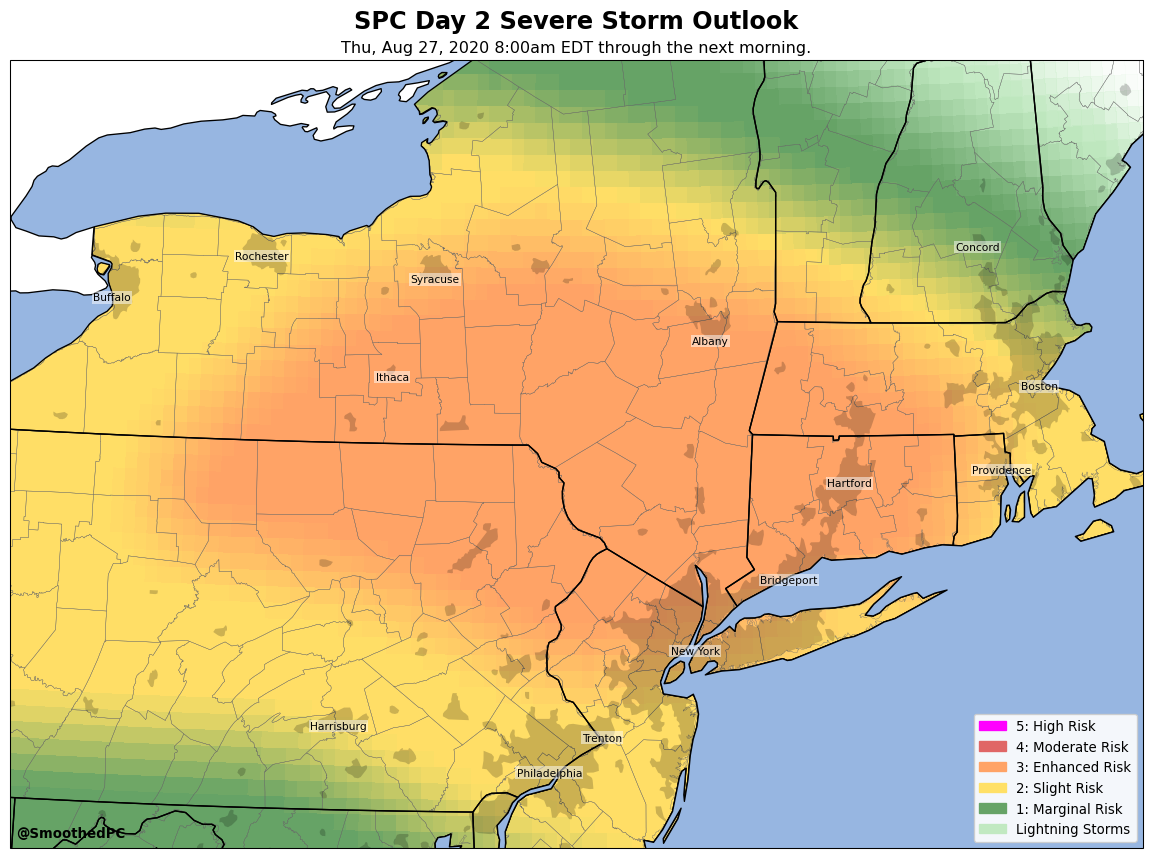 SPC Day 2 Severe Storm Outlook
Thu, Aug 27, 2020 8:00am EDT through the next morning.
Concord
Rochester
Syracuse
Buffalo
Albany
Ithaca
Boston
Providence
Hartford
Bridgeport
New York
Harrisburg
Trenton
Philadelphia
5: High Risk
4: Moderate Risk
3: Enhanced Risk
2: Slight Risk
1: Marginal Risk
Lightning Storms
@SmoothedPC